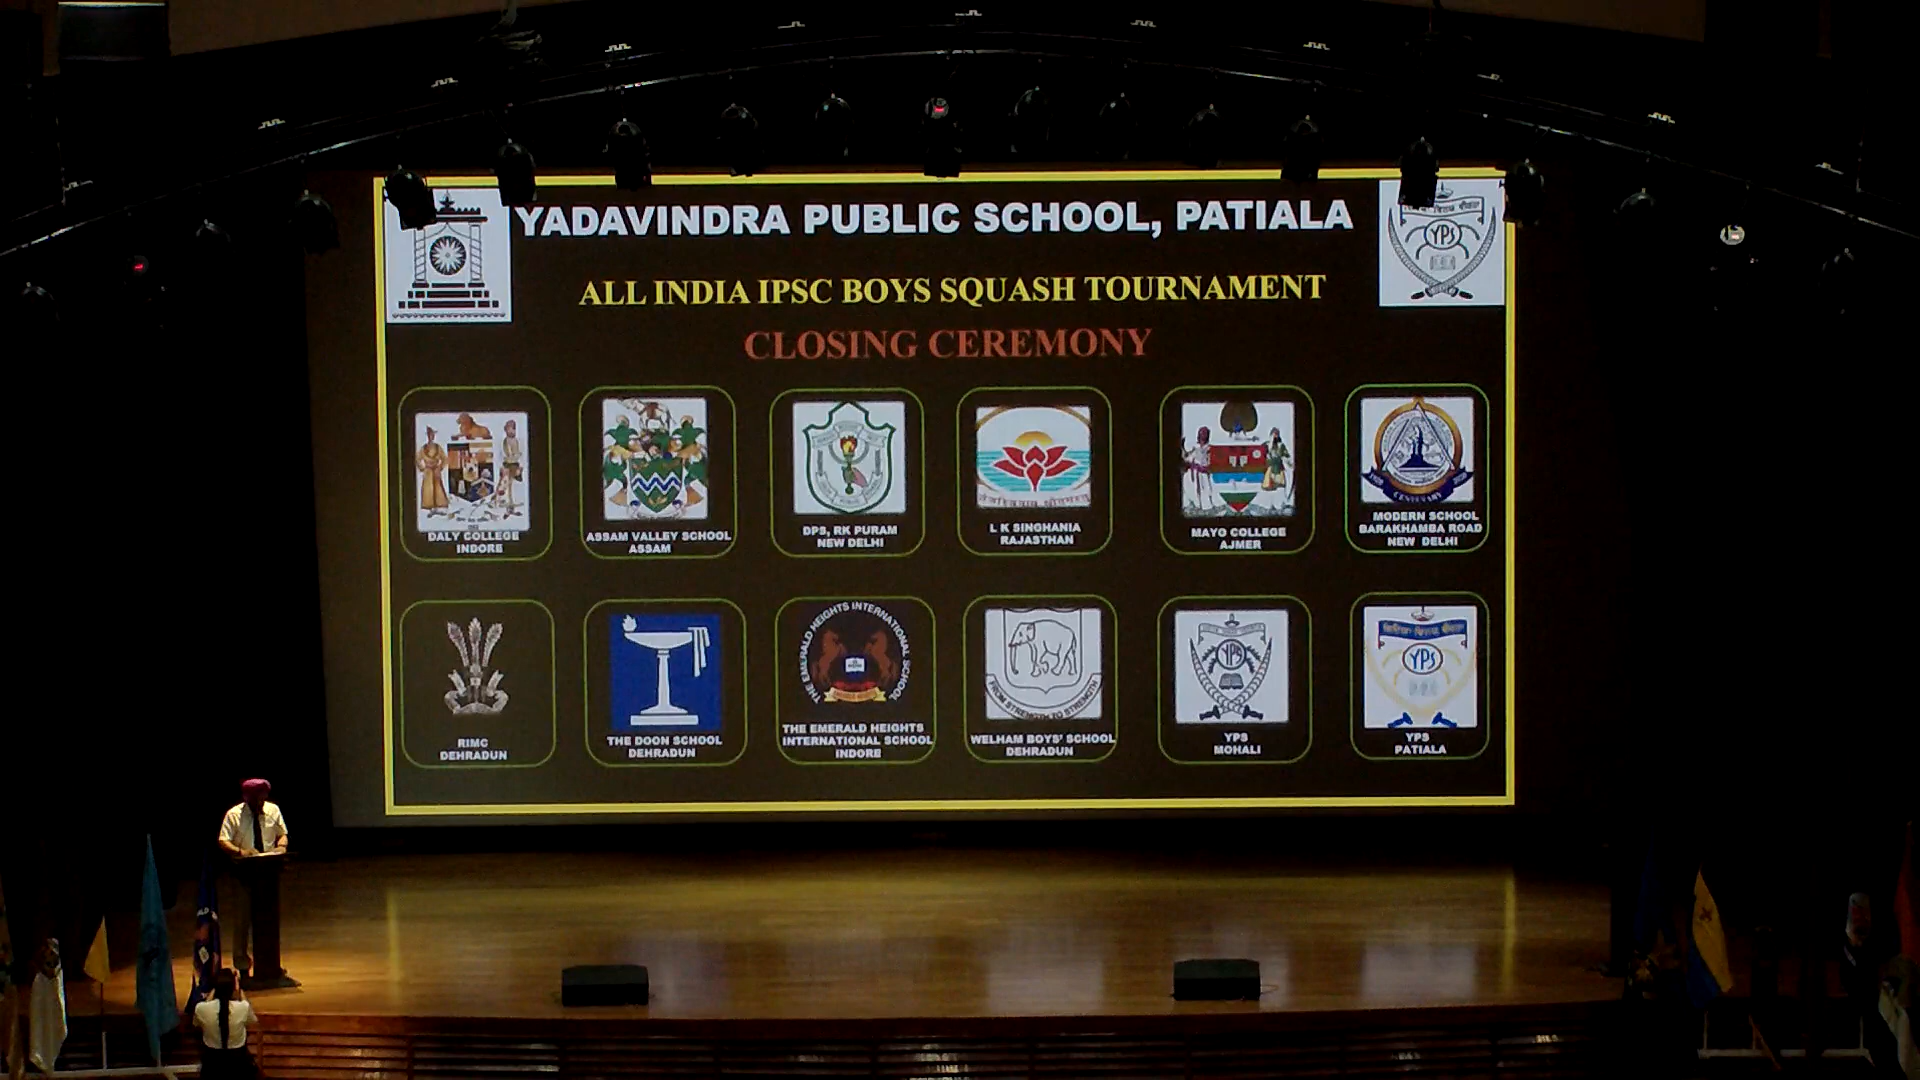 YADAVINDRA PUBLIC SCHOOL, PATIALA
YPS
ALL INDIA IPSC BOYS SQUASH TOURNAMENT
CLOSING CEREMONY
DALY COLLEGE
INDORE
ASSAM VALLEY SCHOOL
ASSAM
DPS, RK PURAM
NEW DELHI
L K SINGHANIA
RAJASTHAN
MAYO COLLEGE
AJMER
CENTENARY
MODERN SCHOOL
BARAKHAMBA ROAD
NEW DELHI
RIMC
DEHRADUN
THE DOON SCHOOL
DEHRADUN
THE EMERALD HEIGHTS INTERNATIONAL SCHOOL
THE EMERALD HEIGHTS
INTERNATIONAL SCHOOL
INDORE
FROM STRENGTH TO STRENGTH
WELHAM BOYS' SCHOOL
DEHRADUN
YPS
YPS
MOHALI
YPS
YPS
PATIALA